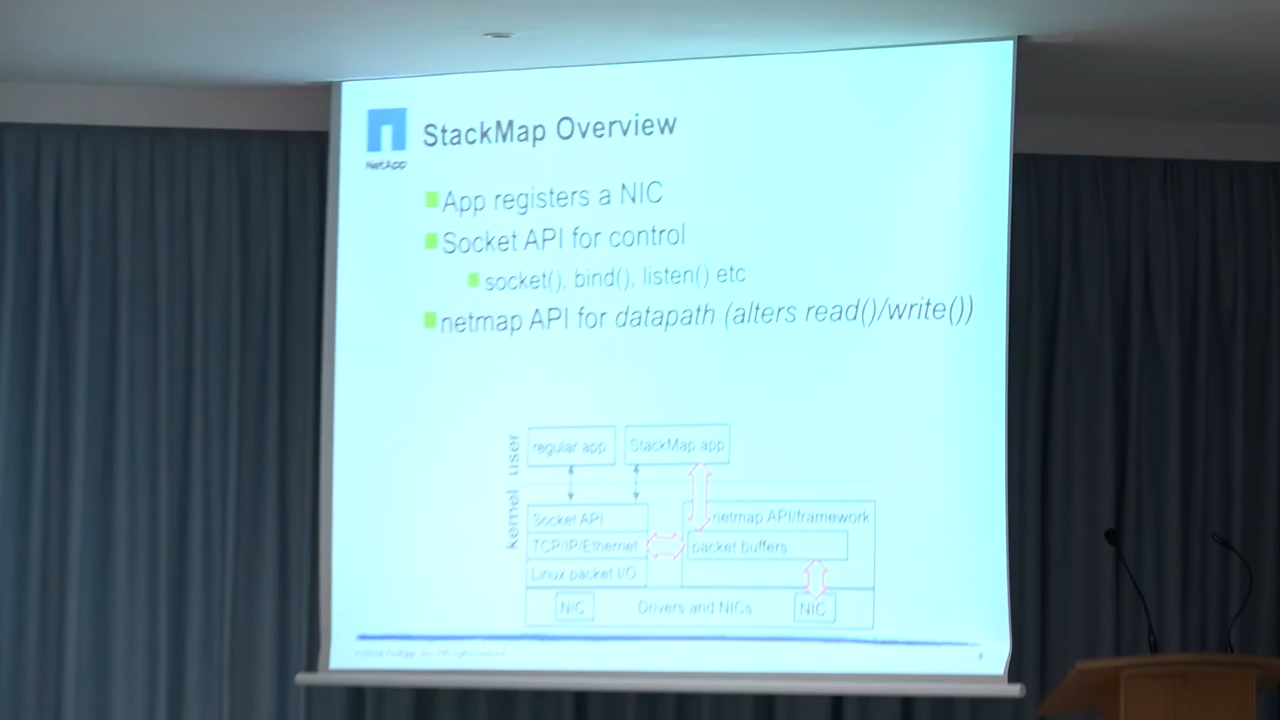 NetApp
StackMap Overview
App registers a NIC
Socket API for control
socket(), bind(), listen() etc
netmap API for datapath (alters read()/write())
user
regular app
StackMap app
kernel
Socket API
netmap API/framework
TCP/IP/Ethernet
packet buffers
Linux packet I/O
NIC
Drivers and NICs
NIC